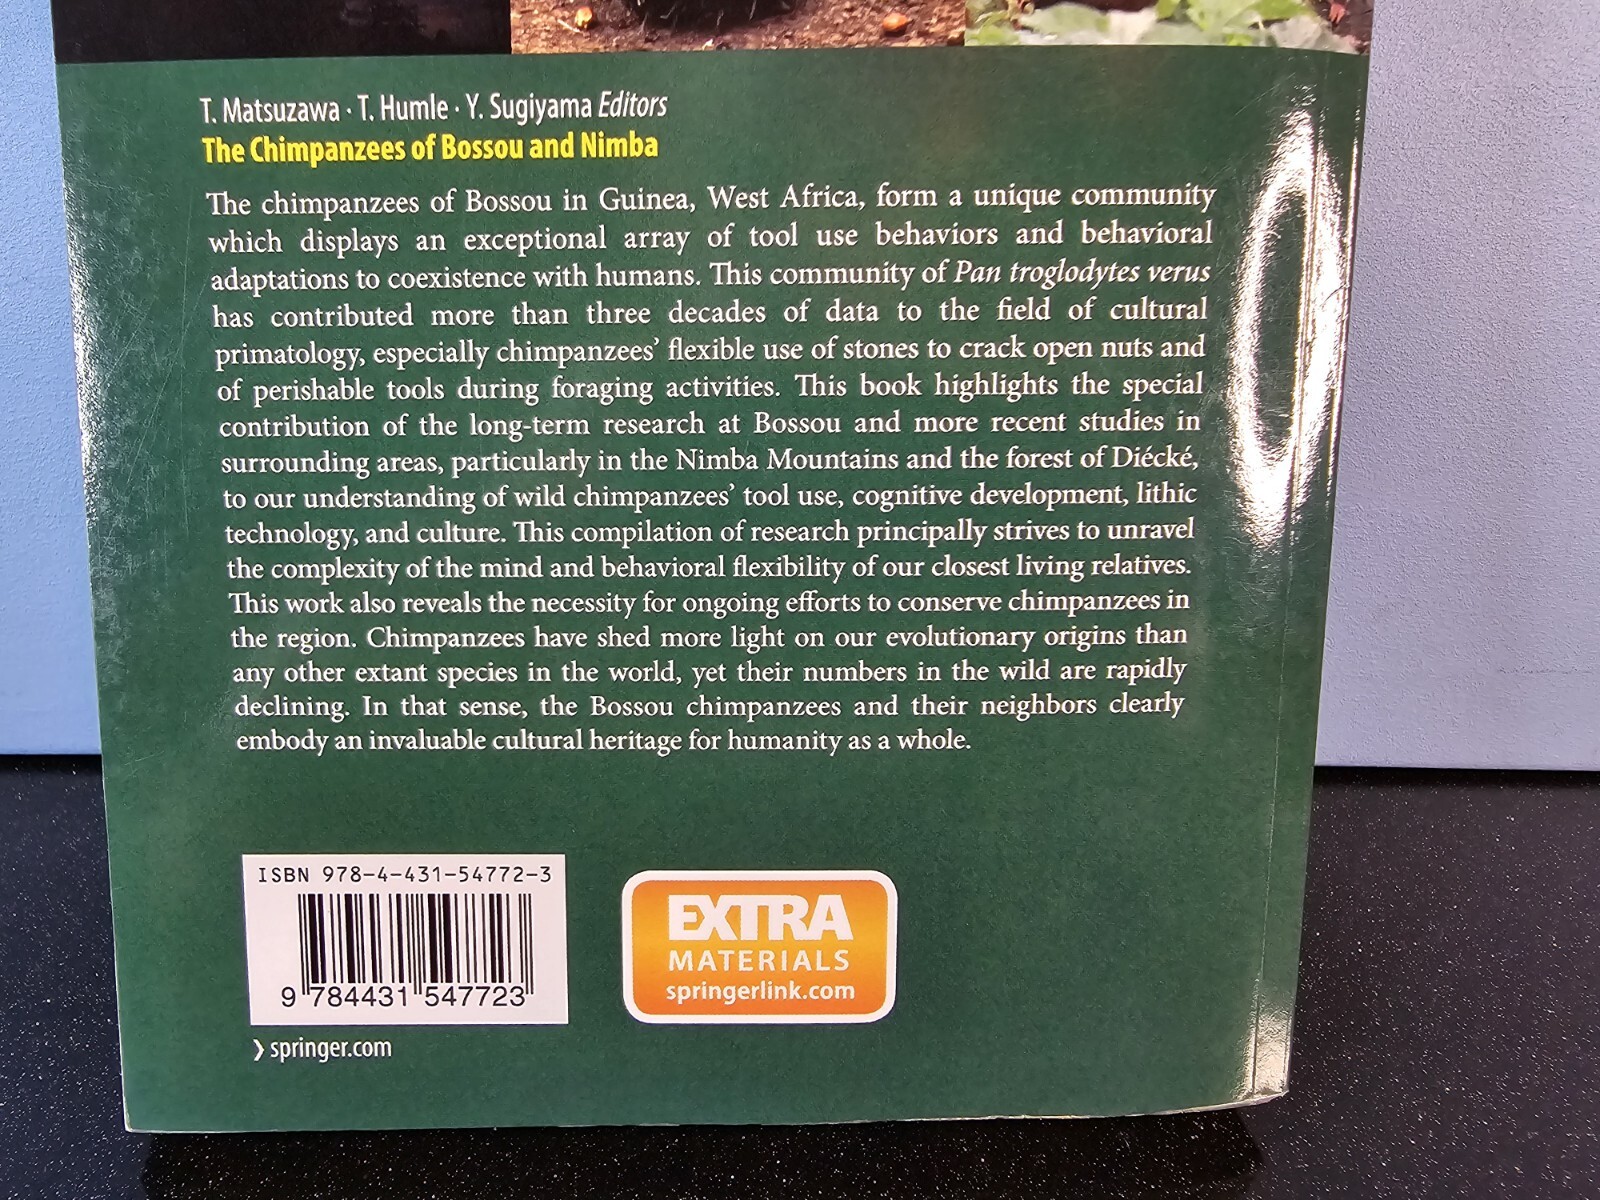 T. Matsuzawa · T. Humle · Y. Sugiyama Editors
The Chimpanzees of Bossou and Nimba
The chimpanzees of Bossou in Guinea, West Africa, form a unique community
which displays an exceptional array of tool use behaviors and behavioral
adaptations to coexistence with humans. This community of Pan troglodytes verus
has contributed more than three decades of data to the field of cultural
primatology, especially chimpanzees’ flexible use of stones to crack open nuts and
of perishable tools during foraging activities. This book highlights the special
contribution of the long-term research at Bossou and more recent studies in
surrounding areas, particularly in the Nimba Mountains and the forest of Diécké,
to our understanding of wild chimpanzees’ tool use, cognitive development, lithic
technology, and culture. This compilation of research principally strives to unravel
the complexity of the mind and behavioral flexibility of our closest living relatives.
This work also reveals the necessity for ongoing efforts to conserve chimpanzees in
the region. Chimpanzees have shed more light on our evolutionary origins than
any other extant species in the world, yet their numbers in the wild are rapidly
declining. In that sense, the Bossou chimpanzees and their neighbors clearly
embody an invaluable cultural heritage for humanity as a whole.
ISBN 978-4-431-54772-3
9 784431 547723
› springer.com
EXTRA
MATERIALS
springerlink.com